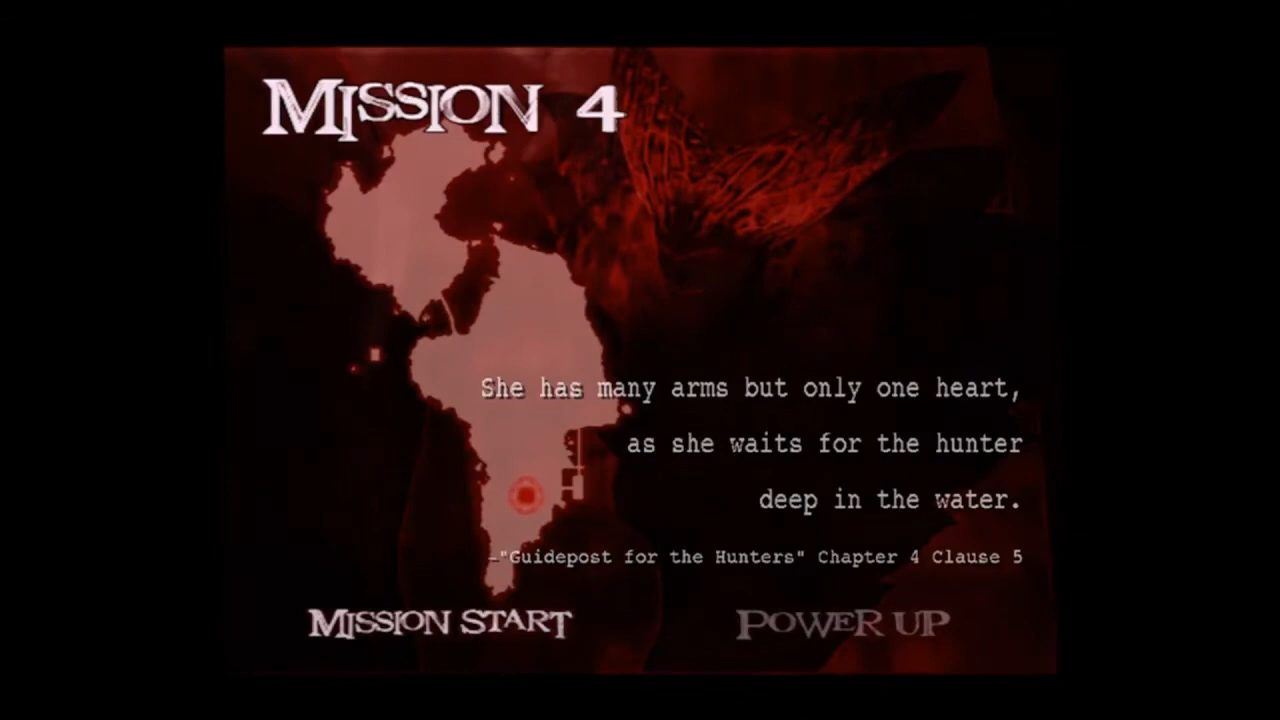 MISSION 4
She has many arms but only one heart,
as she waits for the hunter
deep in the water.
-"Guidepost for the Hunters" Chapter 4 Clause 5
MISSION START
POWER UP